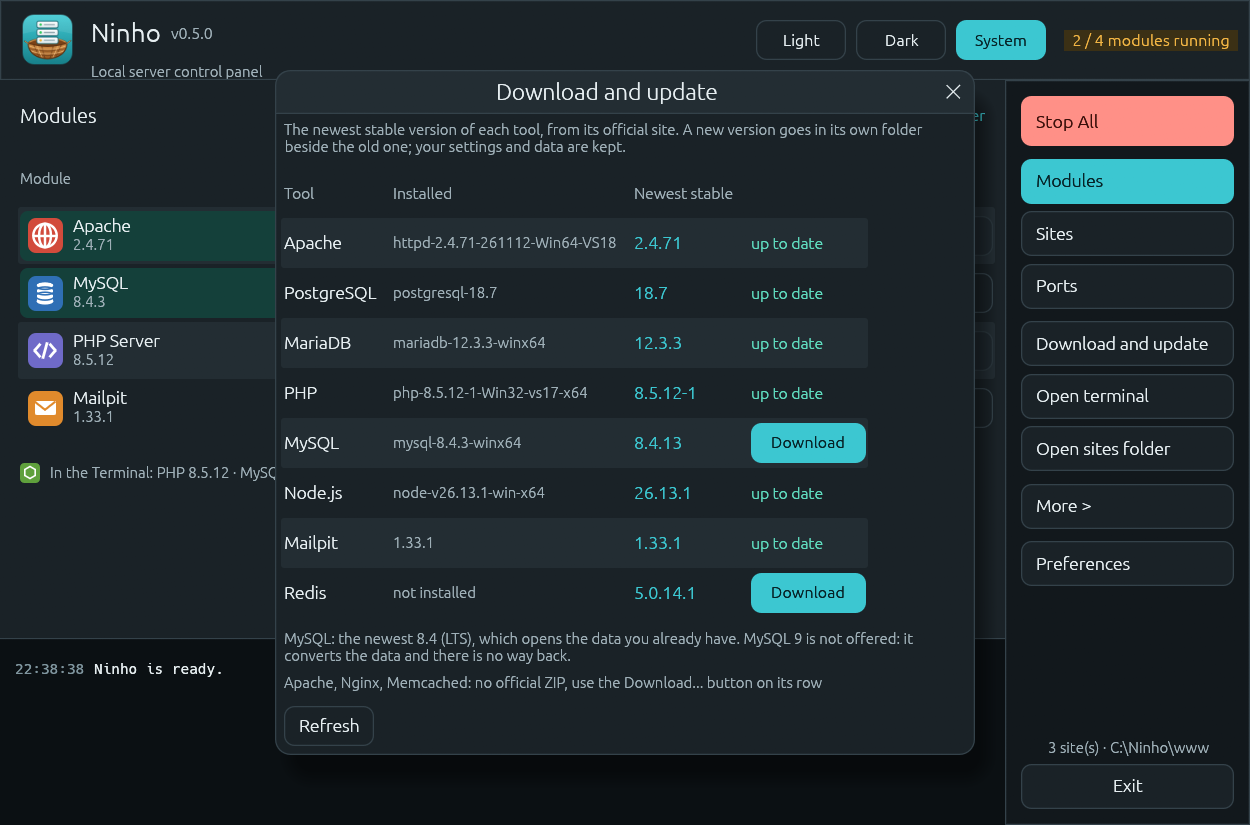 Ninho v0.5.0
Local server control panel
Light
Dark
System
2 / 4 modules running
Modules
Module
Apache
2.4.71
MySQL
8.4.3
PHP Server
8.5.12
Mailpit
1.33.1
In the Terminal: PHP 8.5.12 · MySQ
22:38:38 Ninho is ready.
Download and update
The newest stable version of each tool, from its official site. A new version goes in its own folder
beside the old one; your settings and data are kept.
Tool Installed Newest stable
Apache httpd-2.4.71-261112-Win64-VS18 2.4.71 up to date
PostgreSQL postgresql-18.7 18.7 up to date
MariaDB mariadb-12.3.3-winx64 12.3.3 up to date
PHP php-8.5.12-1-Win32-vs17-x64 8.5.12-1 up to date
MySQL mysql-8.4.3-winx64 8.4.13 Download
Node.js node-v26.13.1-win-x64 26.13.1 up to date
Mailpit 1.33.1 1.33.1 up to date
Redis not installed 5.0.14.1 Download
MySQL: the newest 8.4 (LTS), which opens the data you already have. MySQL 9 is not offered: it
converts the data and there is no way back.
Apache, Nginx, Memcached: no official ZIP, use the Download... button on its row
Refresh
er
Stop All
Modules
Sites
Ports
Download and update
Open terminal
Open sites folder
More >
Preferences
3 site(s) · C:\Ninho\www
Exit